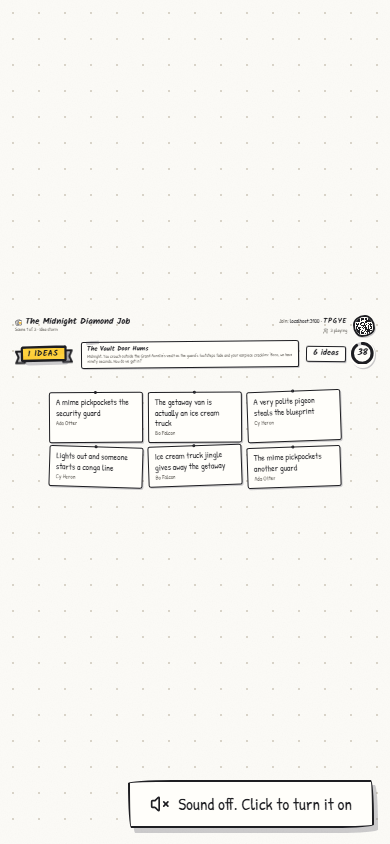 The Midnight Diamond Job
Join localhost:3100 TPGYE
1 IDEAS
The Vault Door Hums
6 ideas
38
A mime pickpockets the
security guard
Ada Otter
The getaway van is
actually an ice cream
truck
Bo Falcon
A very polite pigeon
steals the blueprint
Cy Heron
Lights out and someone
starts a conga line
Cy Heron
Ice cream truck jingle
gives away the getaway
Bo Falcon
The mime pickpockets
another guard
Ada Otter
Sound off. Click to turn it on